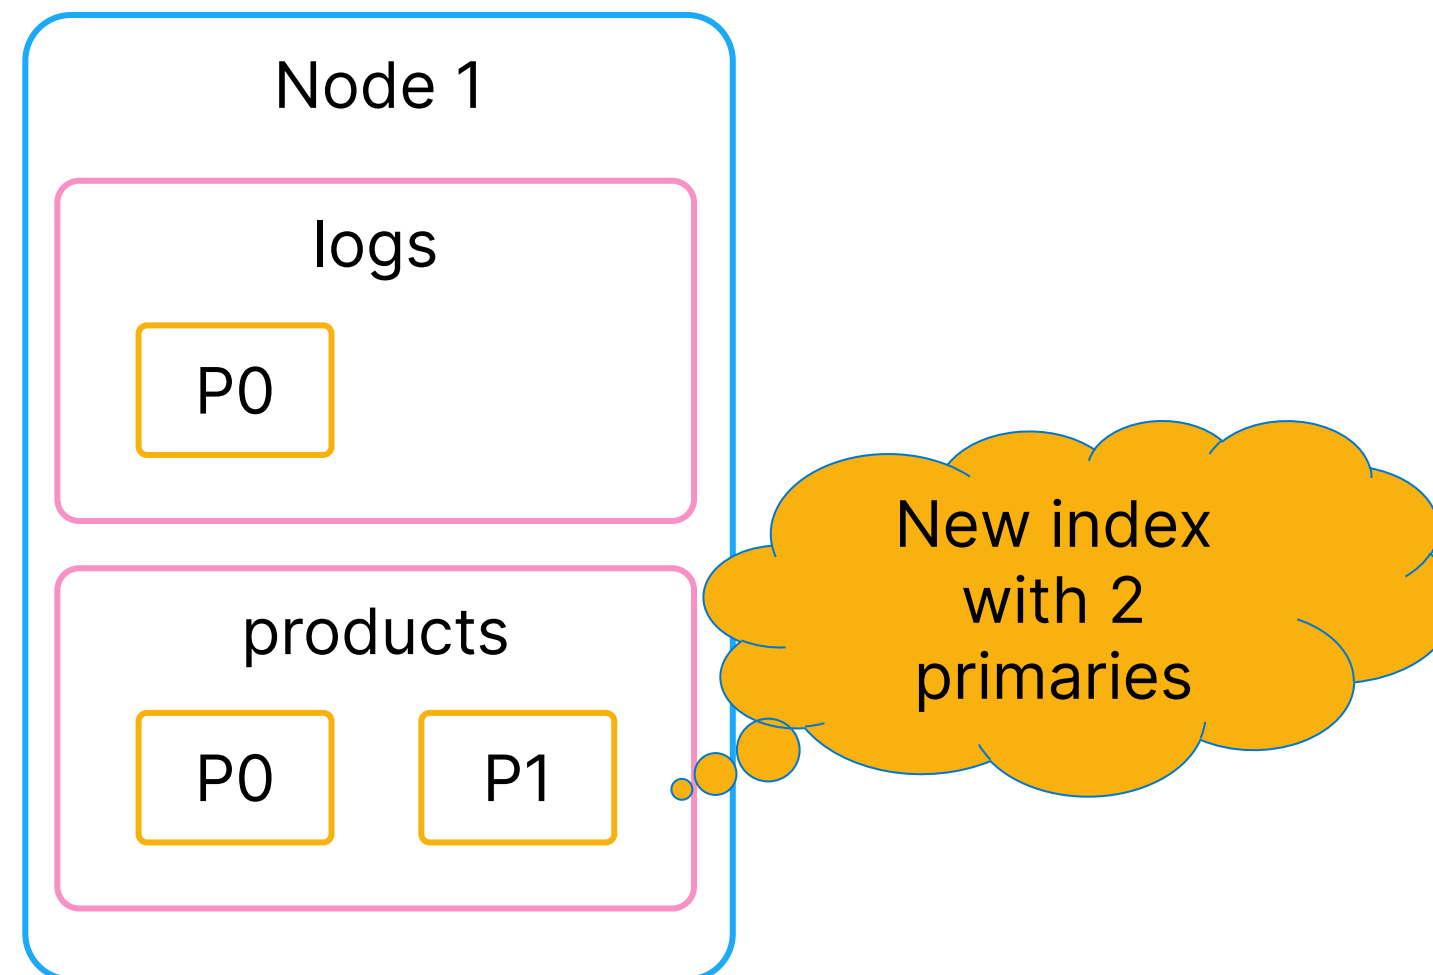 Node 1
logs
P0
products
P0 P1
New index
with 2
primaries